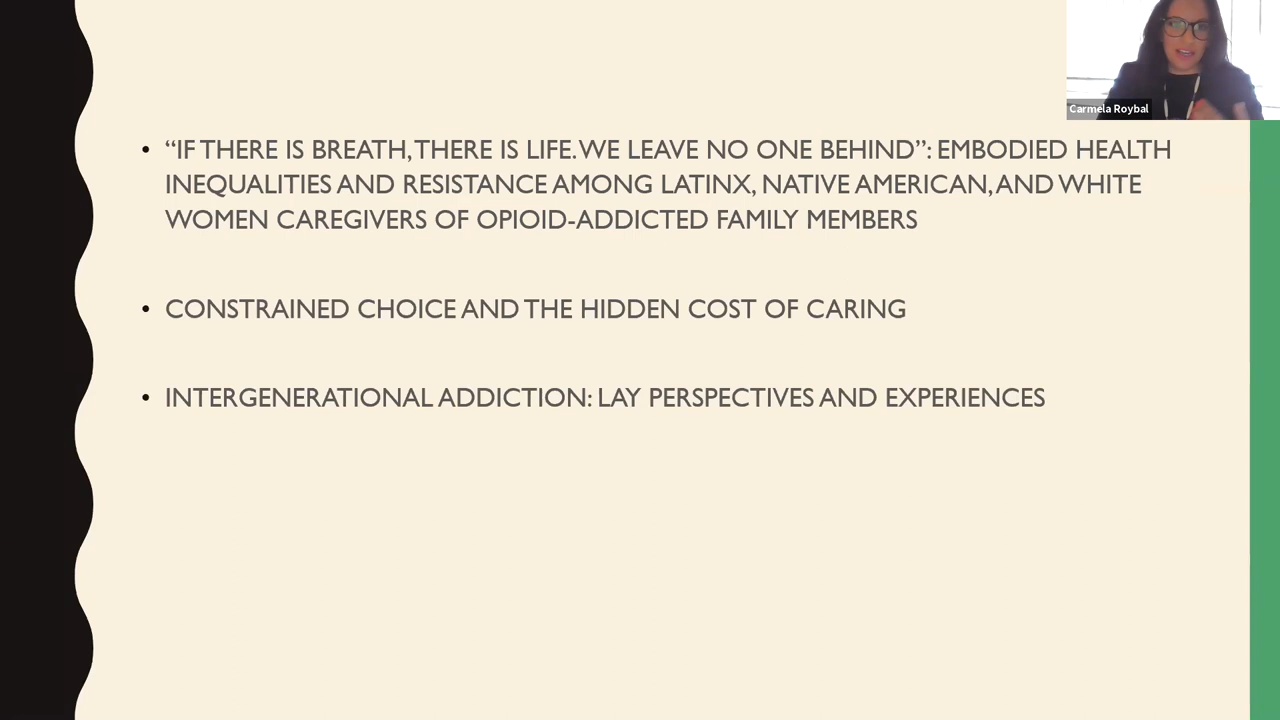 Carmela Roybal
• “IF THERE IS BREATH, THERE IS LIFE. WE LEAVE NO ONE BEHIND”: EMBODIED HEALTH
INEQUALITIES AND RESISTANCE AMONG LATINX, NATIVE AMERICAN, AND WHITE
WOMEN CAREGIVERS OF OPIOID-ADDICTED FAMILY MEMBERS
• CONSTRAINED CHOICE AND THE HIDDEN COST OF CARING
• INTERGENERATIONAL ADDICTION: LAY PERSPECTIVES AND EXPERIENCES